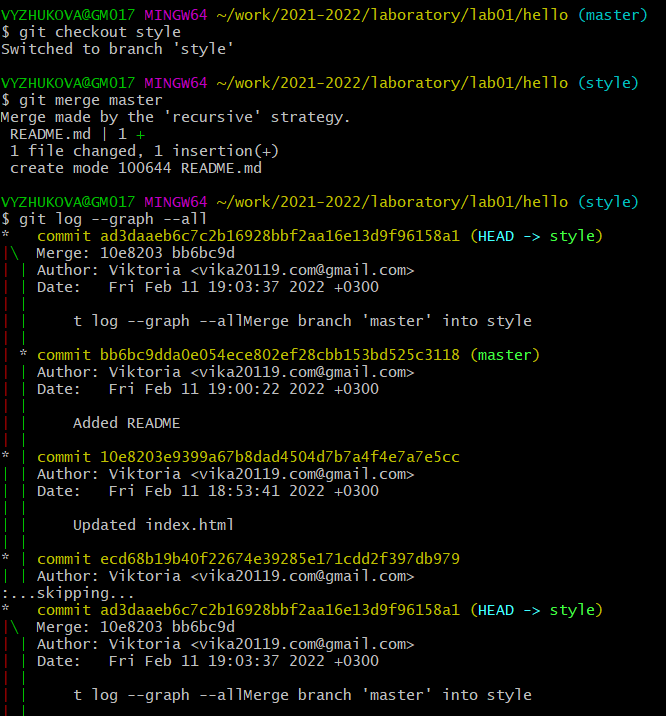 VYZHUKOVA@GM017 MINGW64 ~/work/2021-2022/laboratory/lab01/hello (master)
$ git checkout style
Switched to branch 'style'
VYZHUKOVA@GM017 MINGW64 ~/work/2021-2022/laboratory/lab01/hello (style)
$ git merge master
Merge made by the 'recursive' strategy.
 README.md | 1 +
 1 file changed, 1 insertion(+)
 create mode 100644 README.md
VYZHUKOVA@GM017 MINGW64 ~/work/2021-2022/laboratory/lab01/hello (style)
$ git log --graph --all
*   commit ad3daaeb6c7c2b16928bbf2aa16e13d9f96158a1 (HEAD -> style)
|\  Merge: 10e8203 bb6bc9d
| | Author: Viktoria <vika20119.com@gmail.com>
| | Date:   Fri Feb 11 19:03:37 2022 +0300
| |
| |     t log --graph --allMerge branch 'master' into style
| |
| * commit bb6bc9dda0e054ece802ef28cbb153bd525c3118 (master)
| | Author: Viktoria <vika20119.com@gmail.com>
| | Date:   Fri Feb 11 19:00:22 2022 +0300
| |
| |     Added README
| |
* | commit 10e8203e9399a67b8dad4504d7b7a4f4e7a7e5cc
| | Author: Viktoria <vika20119.com@gmail.com>
| | Date:   Fri Feb 11 18:53:41 2022 +0300
| |
| |     Updated index.html
| |
* | commit ecd68b19b40f22674e39285e171cdd2f397db979
| | Author: Viktoria <vika20119.com@gmail.com>
:...skipping...
*   commit ad3daaeb6c7c2b16928bbf2aa16e13d9f96158a1 (HEAD -> style)
|\  Merge: 10e8203 bb6bc9d
| | Author: Viktoria <vika20119.com@gmail.com>
| | Date:   Fri Feb 11 19:03:37 2022 +0300
| |
| |     t log --graph --allMerge branch 'master' into style
| |